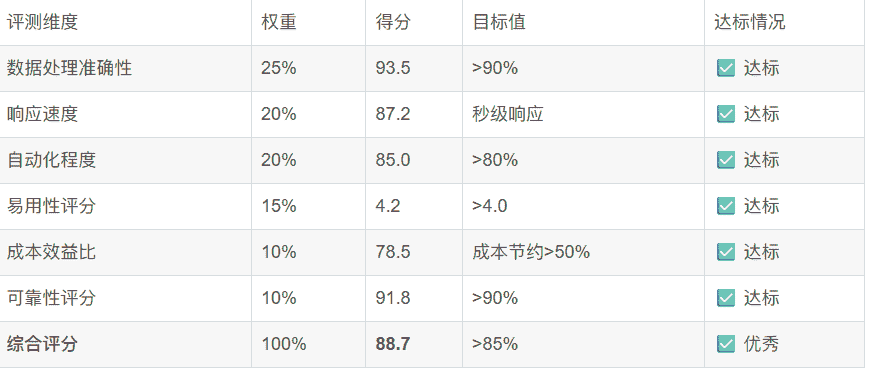 评测维度 权重 得分 目标值 达标情况
数据处理准确性 25% 93.5 >90% ✅ 达标
响应速度 20% 87.2 秒级响应 ✅ 达标
自动化程度 20% 85.0 >80% ✅ 达标
易用性评分 15% 4.2 >4.0 ✅ 达标
成本效益比 10% 78.5 成本节约>50% ✅ 达标
可靠性评分 10% 91.8 >90% ✅ 达标
综合评分 100% 88.7 >85% ✅ 优秀